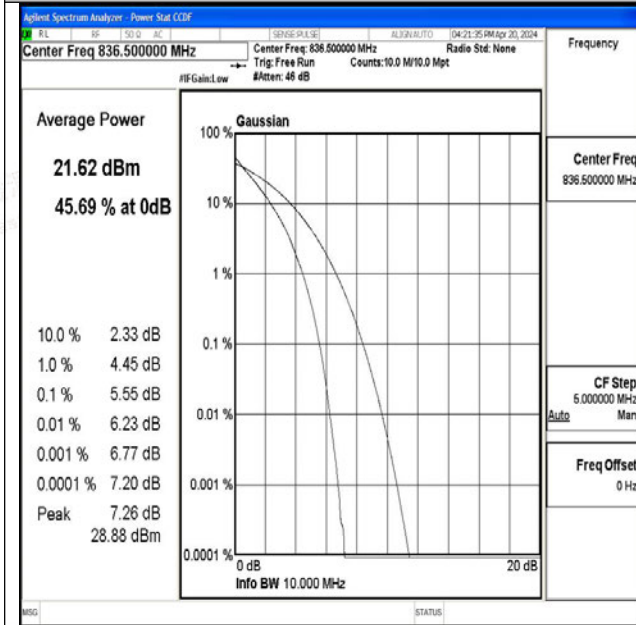 Agilent Spectrum Analyzer - Power Stat CCDF
RL RF 50 Ω AC SENSE:PULSE ALIGNAUTO 04:21:35 PM Apr 20, 2024
Center Freq 836.500000 MHz
Center Freq: 836.500000 MHz Radio Std: None
Trig: Free Run Counts:10.0 M/10.0 Mpt
#IFGain:Low #Atten: 46 dB
Frequency
Average Power
21.62 dBm
45.69 % at 0dB
10.0 % 2.33 dB
1.0 % 4.45 dB
0.1 % 5.55 dB
0.01 % 6.23 dB
0.001 % 6.77 dB
0.0001 % 7.20 dB
Peak 7.26 dB
28.88 dBm
Gaussian
100 %
10 %
1 %
0.1 %
0.01 %
0.001 %
0.0001 %
0 dB 20 dB
Info BW 10.000 MHz
Center Freq
836.500000 MHz
CF Step
5.000000 MHz
Auto Man
Freq Offset
0 Hz
MSG STATUS